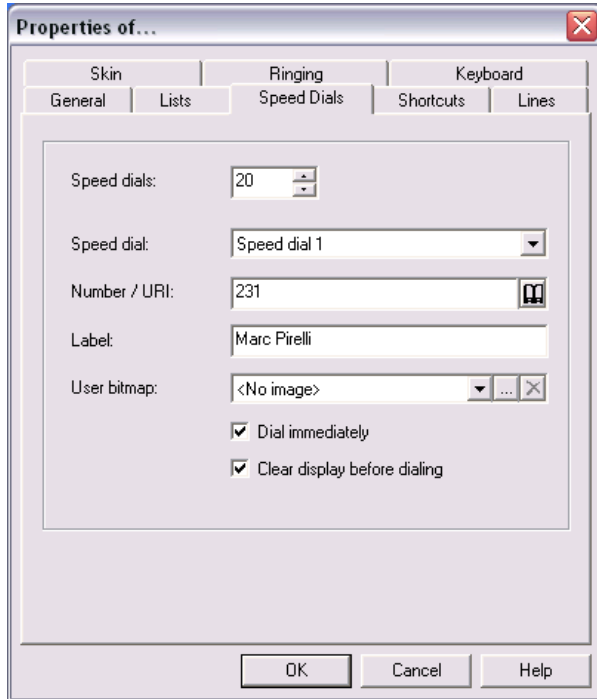 Properties of...
Skin Ringing Keyboard
General Lists Speed Dials Shortcuts Lines
Speed dials: 20
Speed dial: Speed dial 1
Number / URI: 231
Label: Marc Pirelli
User bitmap: <No image> ...
Dial immediately
Clear display before dialing
OK Cancel Help